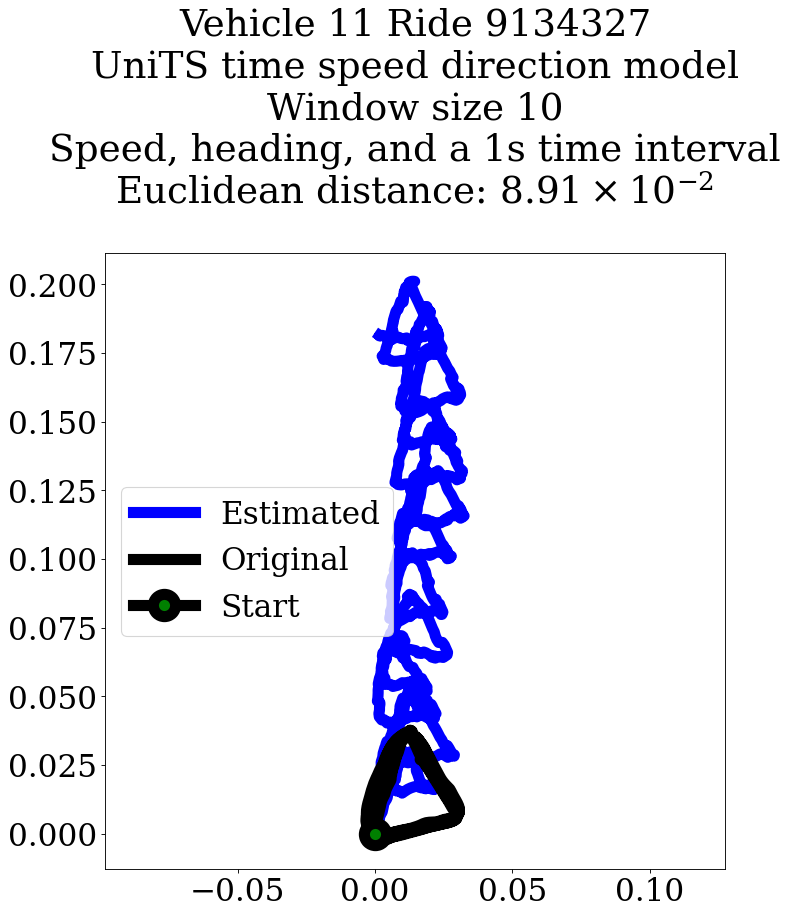 Vehicle 11 Ride 9134327
UniTS time speed direction model
Window size 10
Speed, heading, and a 1s time interval
Euclidean distance: 8.91 × 10⁻²
0.200
0.175
0.150
0.125
0.100
0.075
0.050
0.025
0.000
Estimated
Original
Start
−0.05 0.00 0.05 0.10